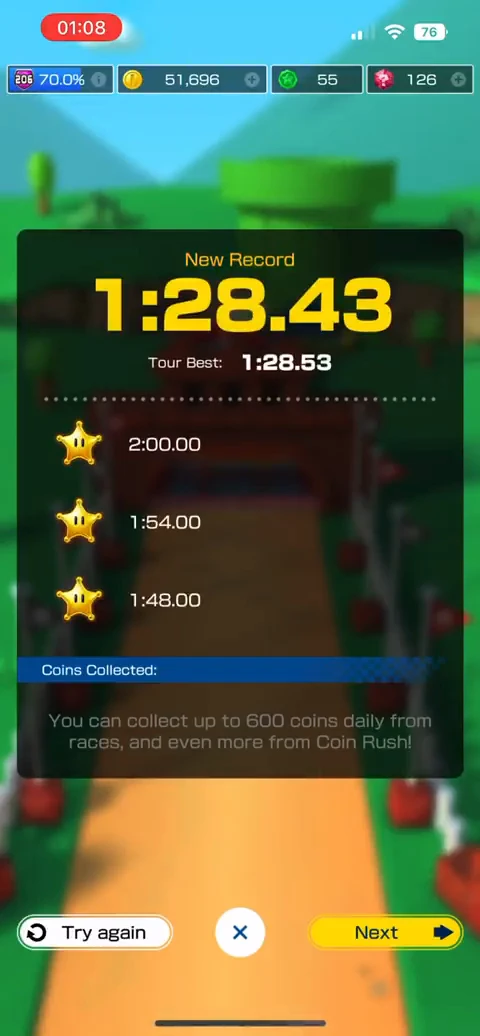 01:08
76
206 70.0% i 51,696 55 126
New Record
1:28.43
Tour Best: 1:28.53
2:00.00
1:54.00
1:48.00
Coins Collected:
You can collect up to 600 coins daily from
races, and even more from Coin Rush!
Try again
Next